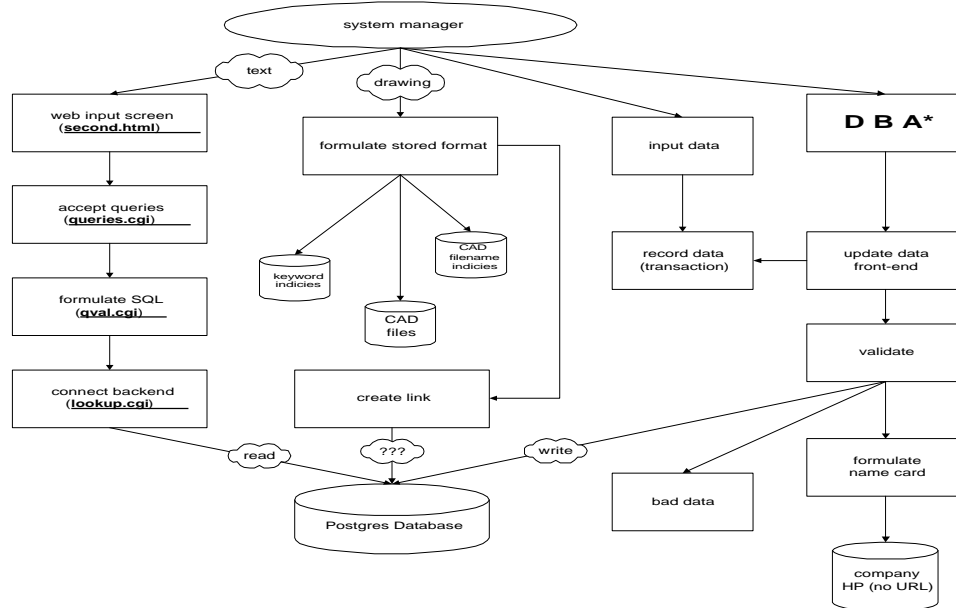 system manager
text
drawing
web input screen
(second.html)
formulate stored format
input data
D B A*
accept queries
(queries.cgi)
keyword
indicies
CAD
filename
indicies
CAD
files
record data
(transaction)
update data
front-end
formulate SQL
(qval.cgi)
validate
connect backend
(lookup.cgi)
create link
read
???
write
Postgres Database
bad data
formulate
name card
company
HP (no URL)